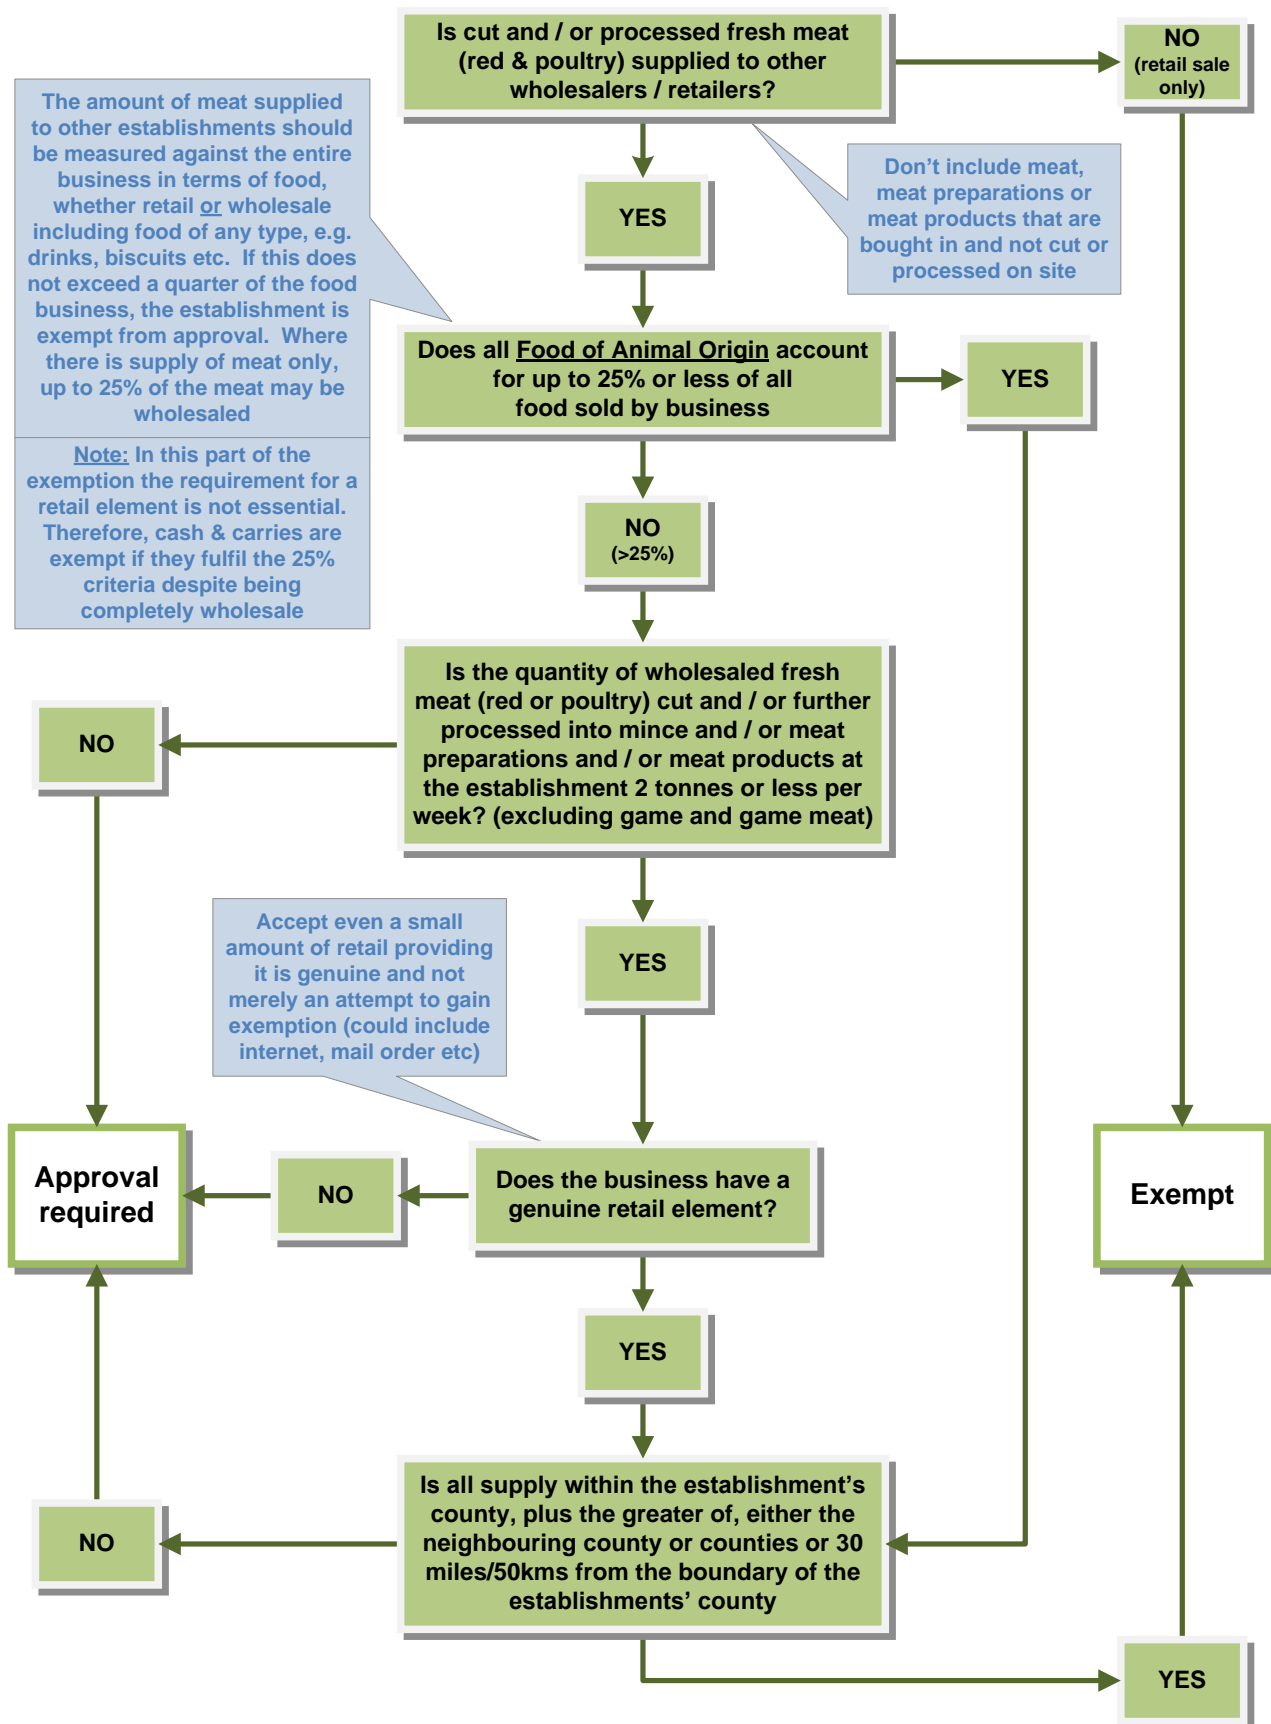 Is cut and / or processed fresh meat
(red & poultry) supplied to other
wholesalers / retailers?
NO
(retail sale
only)
The amount of meat supplied
to other establishments should
be measured against the entire
business in terms of food,
whether retail or wholesale
including food of any type, e.g.
drinks, biscuits etc.  If this does
not exceed a quarter of the food
business, the establishment is
exempt from approval.  Where
there is supply of meat only,
up to 25% of the meat may be
wholesaled
Note: In this part of the
exemption the requirement for a
retail element is not essential.
Therefore, cash & carries are
exempt if they fulfil the 25%
criteria despite being
completely wholesale
YES
Don’t include meat,
meat preparations or
meat products that are
bought in and not cut or
processed on site
Does all Food of Animal Origin account
for up to 25% or less of all
food sold by business
YES
NO
(>25%)
Is the quantity of wholesaled fresh
meat (red or poultry) cut and / or further
processed into mince and / or meat
preparations and / or meat products at
the establishment 2 tonnes or less per
week? (excluding game and game meat)
NO
YES
Accept even a small
amount of retail providing
it is genuine and not
merely an attempt to gain
exemption (could include
internet, mail order etc)
Approval
required
NO
Does the business have a
genuine retail element?
Exempt
YES
Is all supply within the establishment’s
county, plus the greater of, either the
neighbouring county or counties or 30
miles/50kms from the boundary of the
establishments’ county
NO
YES